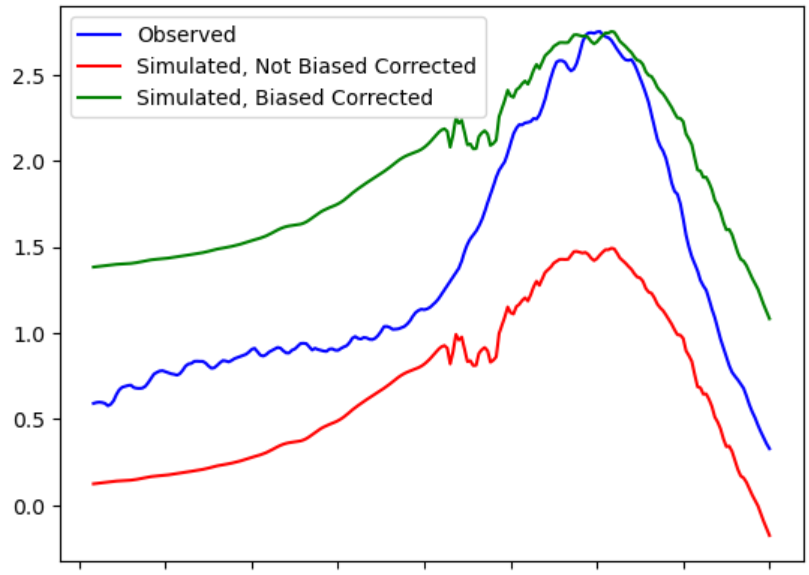 Observed
Simulated, Not Biased Corrected
Simulated, Biased Corrected
2.5
2.0
1.5
1.0
0.5
0.0